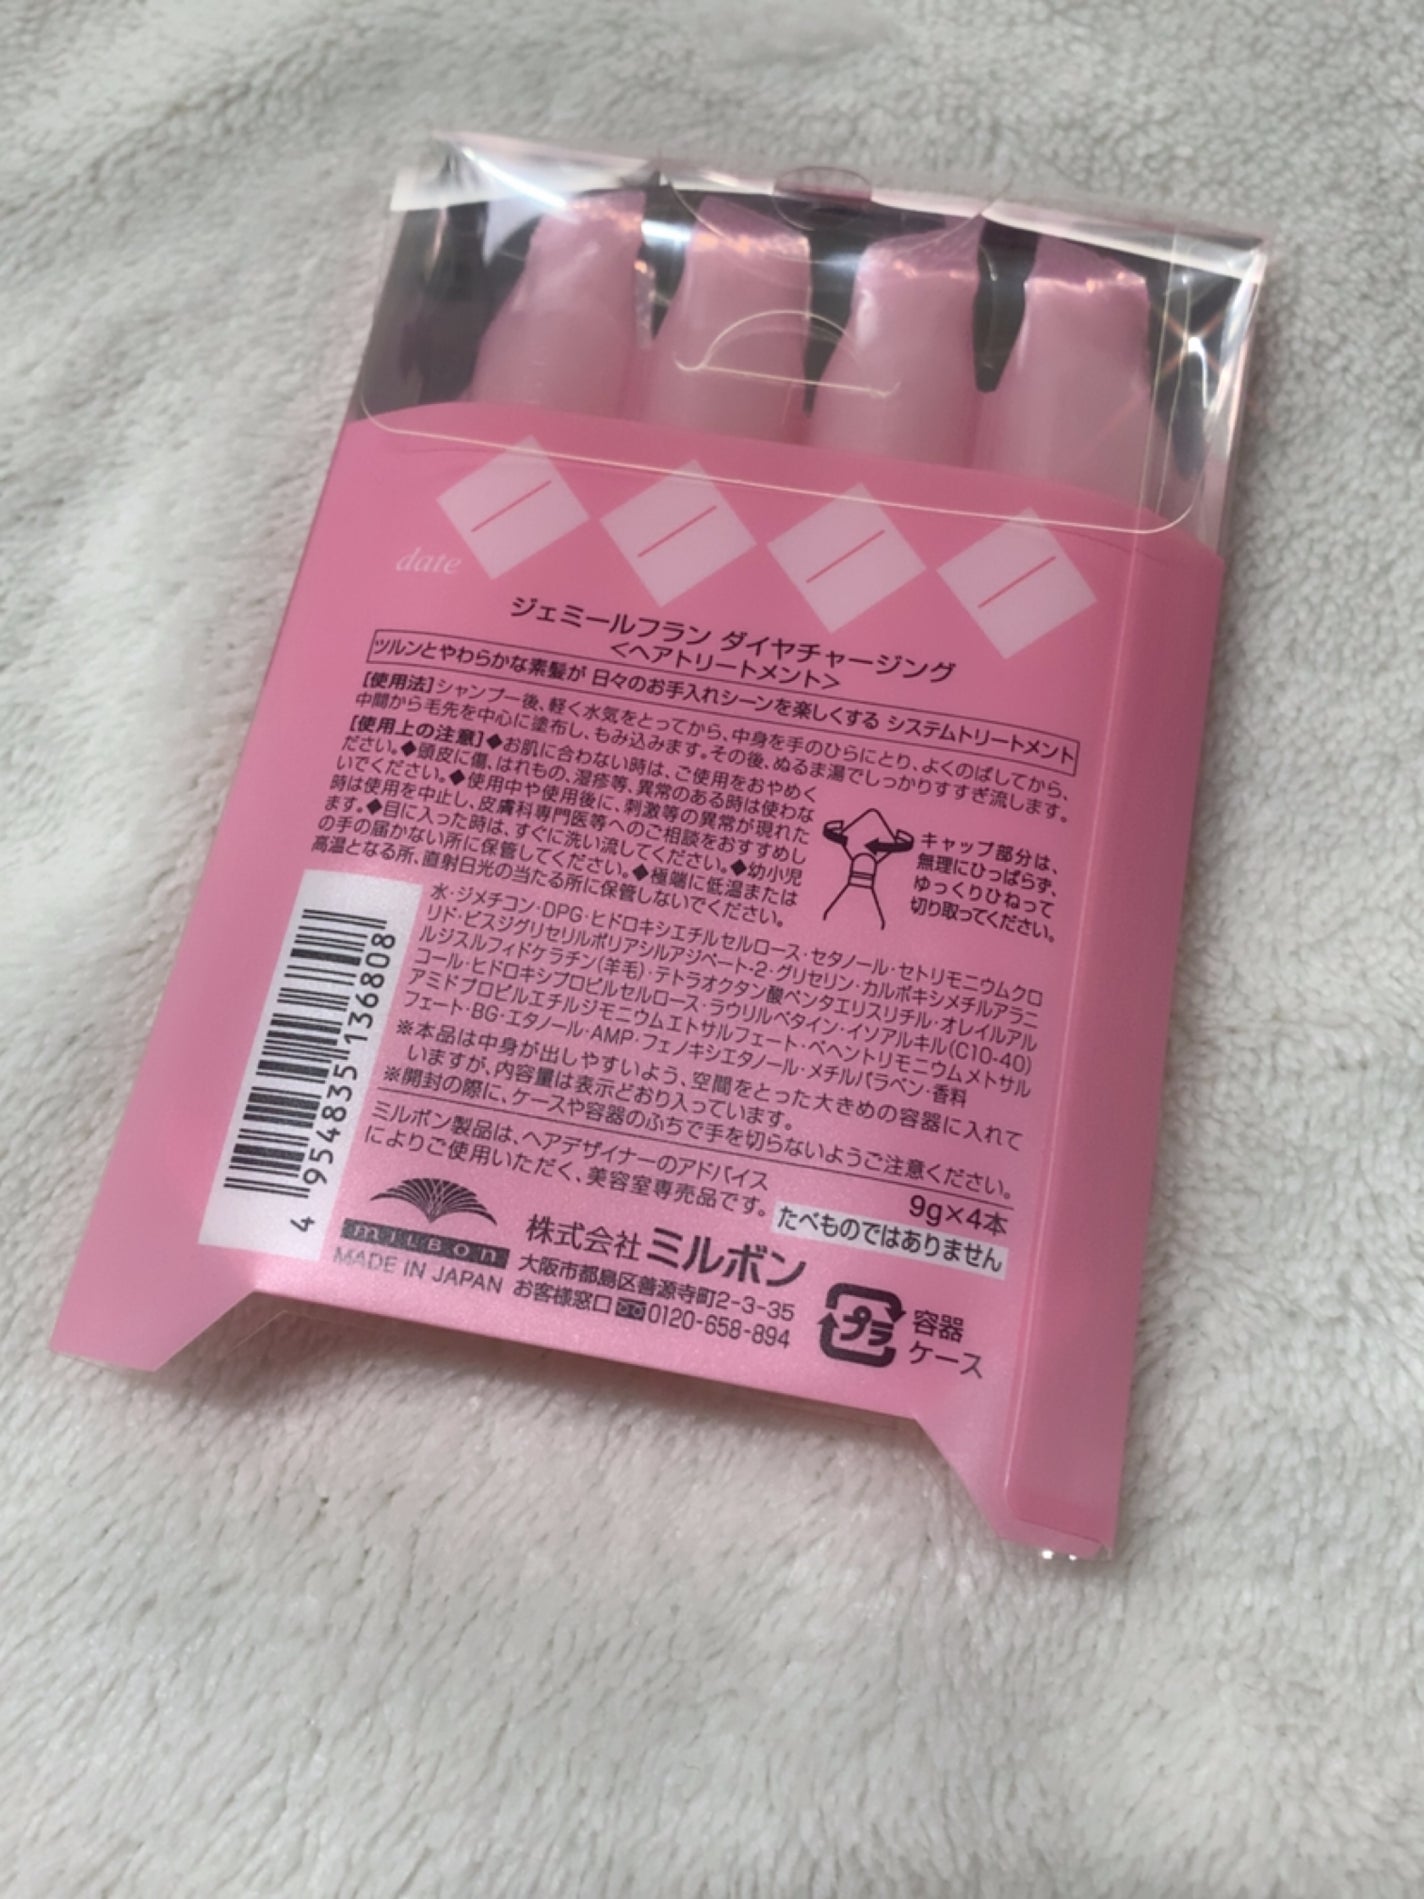 date
ジェミールフラン ダイヤチャージング
<ヘアトリートメント>
ツルンとやわらかな素髪が 日々のお手入れシーンを楽しくする システムトリートメント
【使用法】シャンプー後、軽く水気をとってから、中身を手のひらにとり、よくのばしてから、
中間から毛先を中心に塗布し、もみ込みます。その後、ぬるま湯でしっかりすすぎ流します。
【使用上の注意】◆お肌に合わない時は、ご使用をおやめく
ださい。◆頭皮に傷、はれもの、湿疹等、異常のある時は使わな
いでください。◆使用中や使用後に、刺激等の異常が現れた
時は使用を中止し、皮膚科専門医等へのご相談をおすすめし
ます。◆目に入った時は、すぐに洗い流してください。◆幼小児
の手の届かない所に保管してください。◆極端に低温または
高温となる所、直射日光の当たる所に保管しないでください。
キャップ部分は、
無理にひっぱらず、
ゆっくりひねって
切り取ってください。
水・ジメチコン・DPG・ヒドロキシエチルセルロース・セタノール・セトリモニウムクロ
リド・ビスジグリセリルポリアシルアジペート-2・グリセリン・カルボキシメチルアラニ
ルジスルフィドケラチン(羊毛)・テトラオクタン酸ペンタエリスリチル・オレイルアル
コール・ヒドロキシプロピルセルロース・ラウリルベタイン・イソアルキル(C10-40)
アミドプロピルエチルジモニウムエトサルフェート・ベヘントリモニウムメトサル
フェート・BG・エタノール・AMP・フェノキシエタノール・メチルパラベン・香料
※本品は中身が出しやすいよう、空間をとった大きめの容器に入れて
いますが、内容量は表示どおり入っています。
※開封の際に、ケースや容器のふちで手を切らないようご注意ください。
ミルボン製品は、ヘアデザイナーのアドバイス
によりご使用いただく、美容室専売品です。
9g×4本
たべものではありません
4 954835 136808
milbon
MADE IN JAPAN
株式会社 ミルボン
大阪市都島区善源寺町2-3-35
お客様窓口 0120-658-894
プラ
容器
ケース